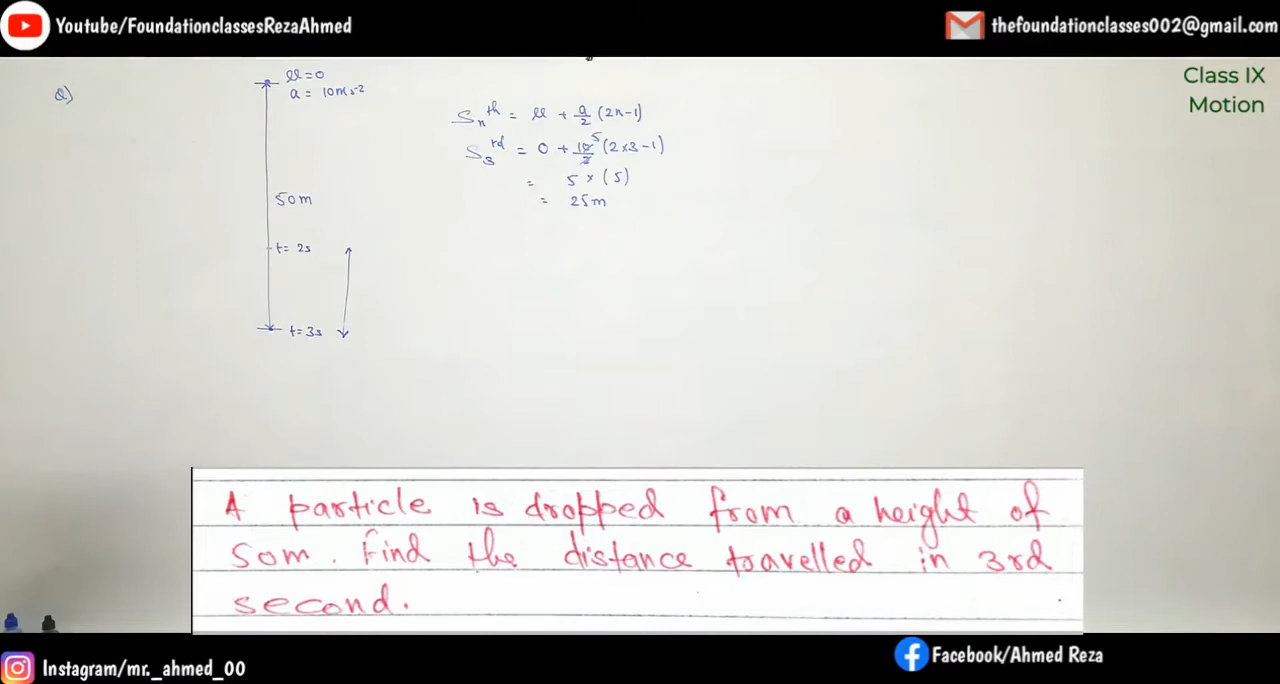 Youtube/FoundationclassesRezaAhmed
thefoundationclasses002@gmail.com
Class IX
Motion
Q)
u=0
a= 10ms-2
50m
t= 2s
t=3s
Snth = u + a/2 (2n-1)
S3rd = 0 + 10/2 5 (2×3-1)
= 5 × (5)
= 25m
A particle is dropped from a height of
50m. Find the distance travelled in 3rd
second.
Instagram/mr._ahmed_00
Facebook/Ahmed Reza